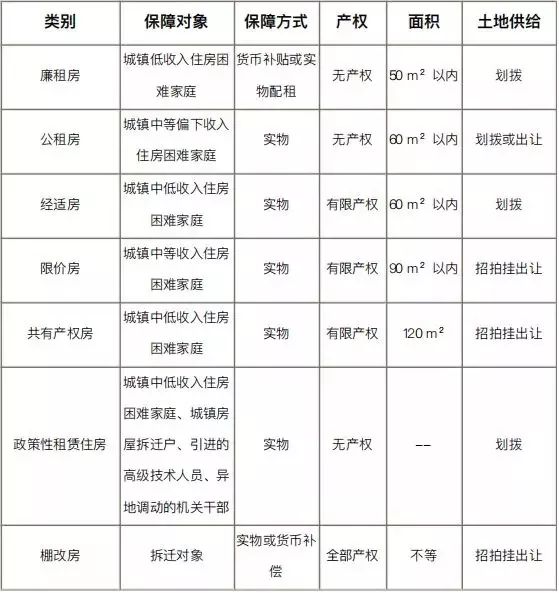 类别 保障对象 保障方式 产权 面积 土地供给
廉租房 城镇低收入住房困 货币补贴或实 无产权 50 m² 以内 划拨
难家庭 物配租
公租房 城镇中等偏下收入 实物 无产权 60 m² 以内 划拨或出让
住房困难家庭
经适房 城镇中低收入住房 实物 有限产权 60 m² 以内 划拨
困难家庭
限价房 城镇中等收入住房 实物 有限产权 90 m² 以内 招拍挂出让
困难家庭
共有产权房 城镇中低收入住房 实物 有限产权 120 m² 招拍挂出让
困难家庭
政策性租赁住房 城镇中低收入住房 实物 无产权 -- 划拨
困难家庭、城镇房
屋拆迁户、引进的
高级技术人员、异
地调动的机关干部
棚改房 拆迁对象 实物或货币补 全部产权 不等 招拍挂出让
偿